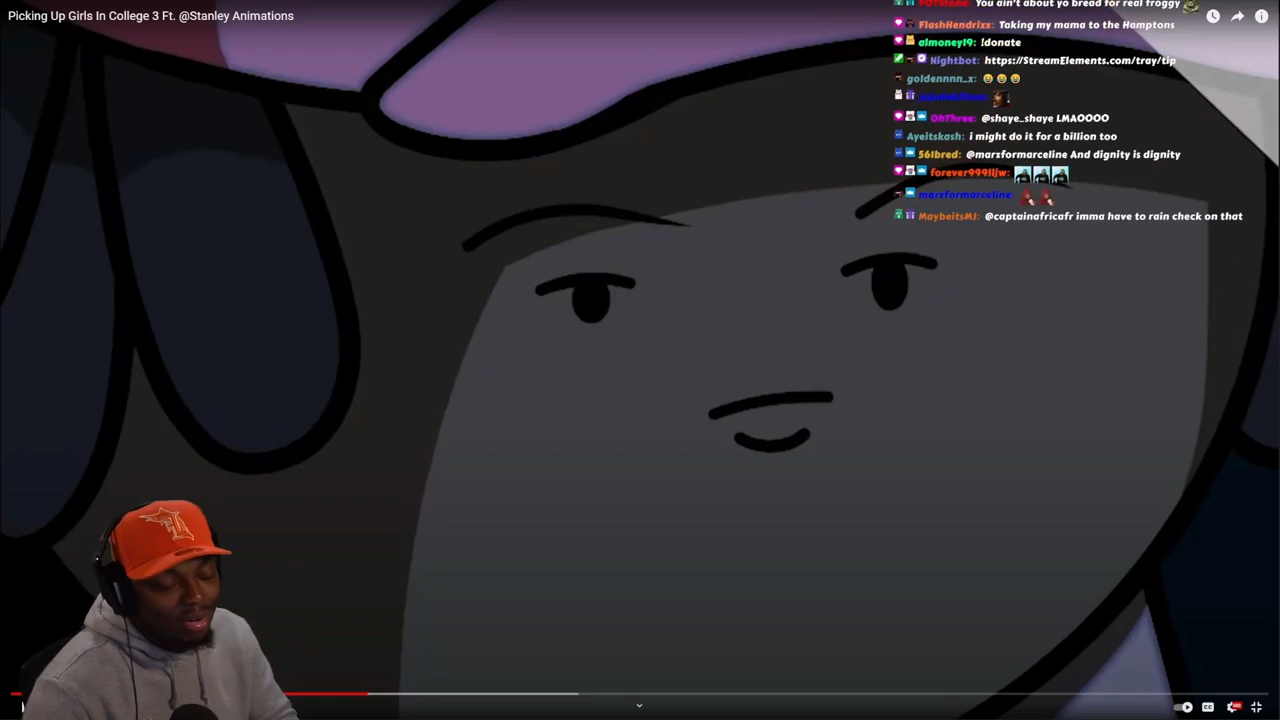 Picking Up Girls In College 3 Ft. @Stanley Animations
You ain't about yo bread for real froggy
FlashHendrixx: Taking my mama to the Hamptons
almoney19: !donate
Nightbot: https://StreamElements.com/tray/tip
goldennnn_x:
OhThree: @shaye_shaye LMAOOOO
Ayeitskash: i might do it for a billion too
561bred: @marzformarceline And dignity is dignity
forever999lljw:
marzformarceline:
MaybeitsMJ: @captainafricafr imma have to rain check on that
CC
HD